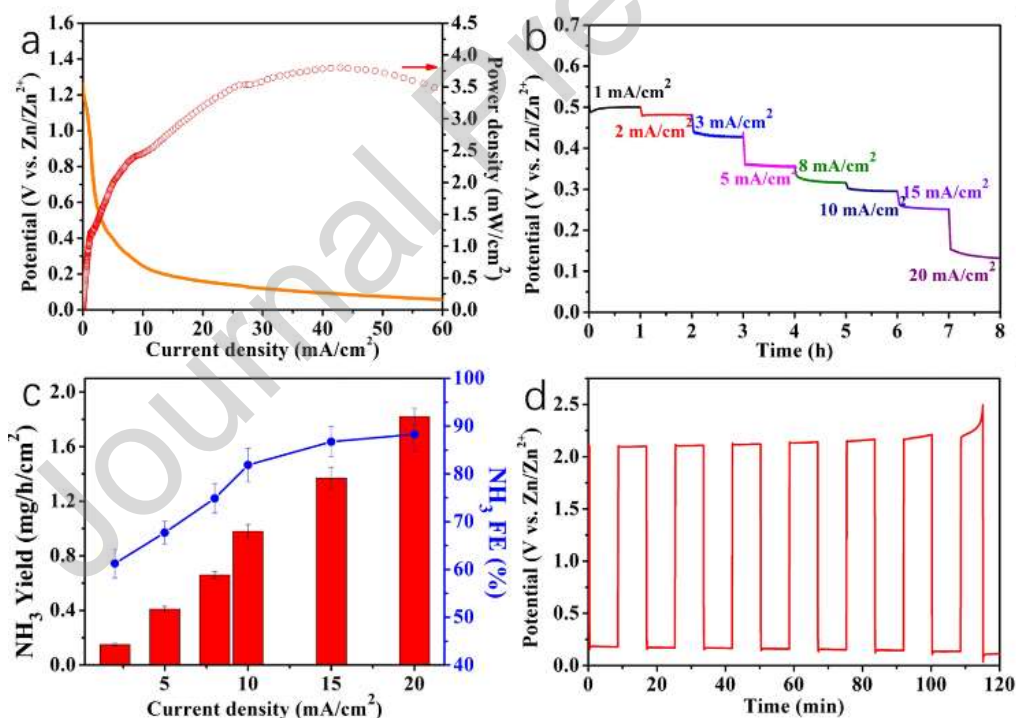 a
1.6
1.4
1.2
1.0
0.8
0.6
0.4
0.2
0.0
Potential (V vs. Zn/Zn²⁺)
0 10 20 30 40 50 60
Current density (mA/cm²)
4.5
4.0
3.5
3.0
2.5
2.0
1.5
1.0
0.5
0.0
Power density (mW/cm²)
b
0.7
0.6
0.5
0.4
0.3
0.2
0.1
0.0
Potential (V vs. Zn/Zn²⁺)
1 mA/cm²
2 mA/cm²
3 mA/cm²
5 mA/cm
8 mA/cm²
10 mA/cm²
15 mA/cm²
20 mA/cm²
0 1 2 3 4 5 6 7 8
Time (h)
c
2.0
1.6
1.2
0.8
0.4
0.0
NH₃ Yield (mg/h/cm²)
5 10 15 20
Current density (mA/cm²)
100
90
80
70
60
50
40
NH₃ FE (%)
d
2.5
2.0
1.5
1.0
0.5
0.0
Potential (V vs. Zn/Zn²⁺)
0 20 40 60 80 100 120
Time (min)
Journal Pre